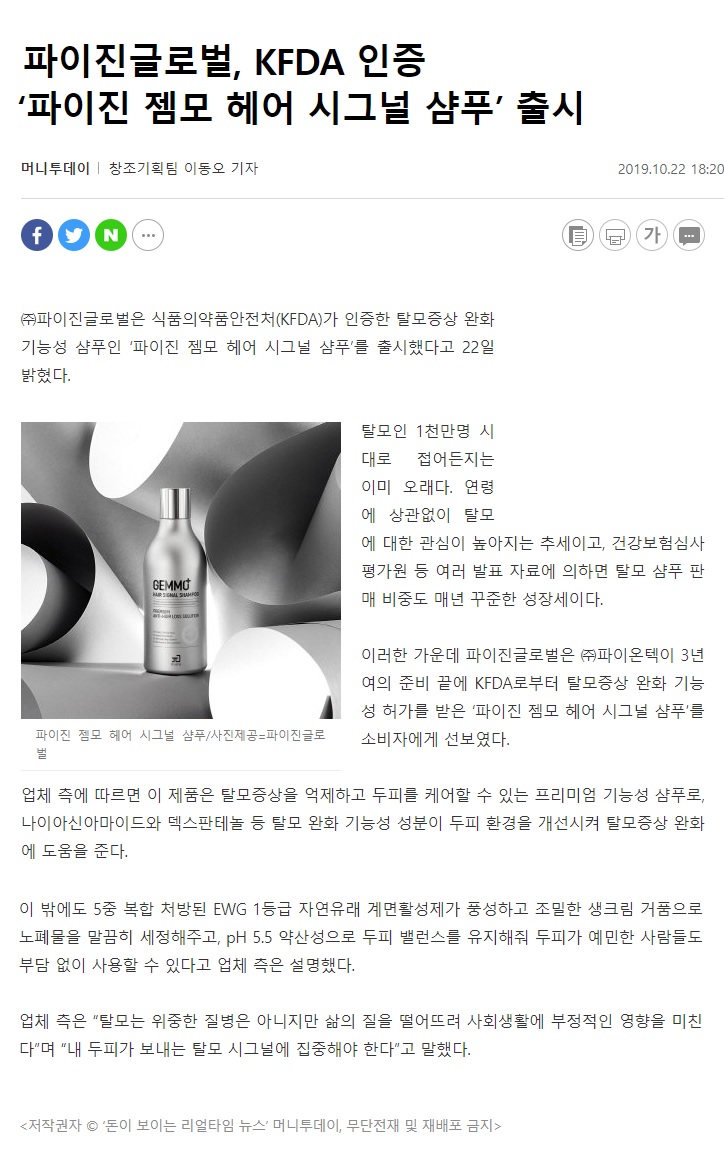 파이진글로벌, KFDA 인증
‘파이진 젬모 헤어 시그널 샴푸’ 출시
머니투데이 | 창조기획팀 이동오 기자
2019.10.22 18:20
f
N
가
㈜파이진글로벌은 식품의약품안전처(KFDA)가 인증한 탈모증상 완화
기능성 샴푸인 ‘파이진 젬모 헤어 시그널 샴푸’를 출시했다고 22일
밝혔다.
GEMMO+
HAIR SIGNAL SHAMPOO
PREMIUM
ANTI-HAIR LOSS SOLUTION
파이진 젬모 헤어 시그널 샴푸/사진제공=파이진글로
벌
탈모인 1천만명 시
대로 접어든지는
이미 오래다. 연령
에 상관없이 탈모
에 대한 관심이 높아지는 추세이고, 건강보험심사
평가원 등 여러 발표 자료에 의하면 탈모 샴푸 판
매 비중도 매년 꾸준한 성장세이다.
이러한 가운데 파이진글로벌은 ㈜파이온텍이 3년
여의 준비 끝에 KFDA로부터 탈모증상 완화 기능
성 허가를 받은 ‘파이진 젬모 헤어 시그널 샴푸’를
소비자에게 선보였다.
업체 측에 따르면 이 제품은 탈모증상을 억제하고 두피를 케어할 수 있는 프리미엄 기능성 샴푸로,
나이아신아마이드와 덱스판테놀 등 탈모 완화 기능성 성분이 두피 환경을 개선시켜 탈모증상 완화
에 도움을 준다.
이 밖에도 5중 복합 처방된 EWG 1등급 자연유래 계면활성제가 풍성하고 조밀한 생크림 거품으로
노폐물을 말끔히 세정해주고, pH 5.5 약산성으로 두피 밸런스를 유지해줘 두피가 예민한 사람들도
부담 없이 사용할 수 있다고 업체 측은 설명했다.
업체 측은 “탈모는 위중한 질병은 아니지만 삶의 질을 떨어뜨려 사회생활에 부정적인 영향을 미친
다”며 “내 두피가 보내는 탈모 시그널에 집중해야 한다”고 말했다.
<저작권자 © ‘돈이 보이는 리얼타임 뉴스’ 머니투데이, 무단전재 및 재배포 금지>